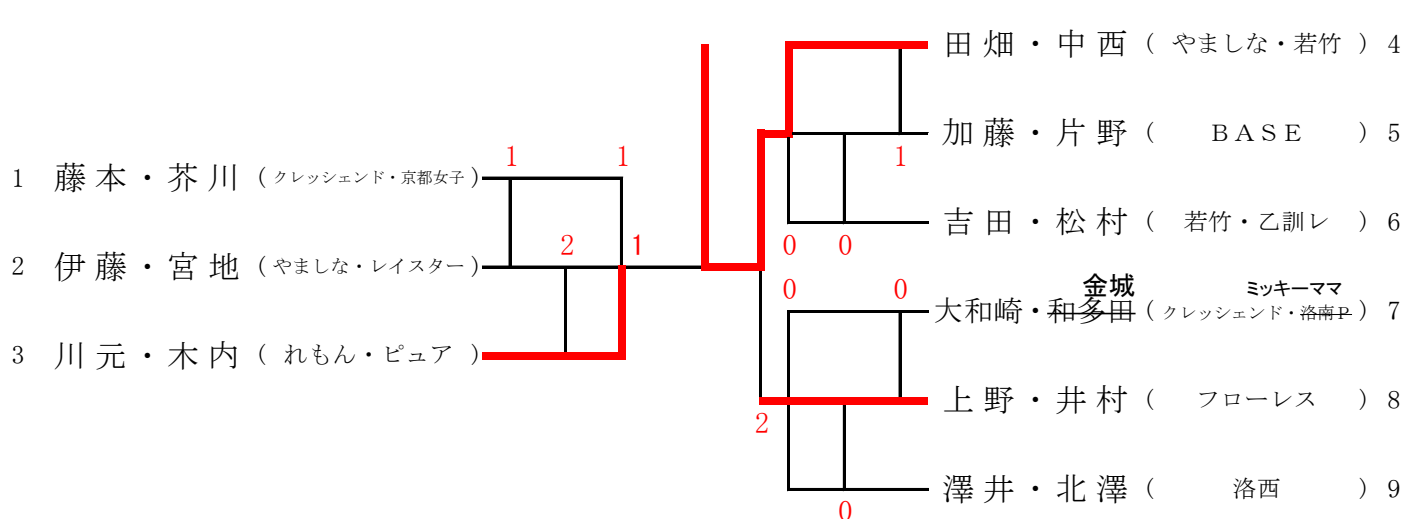 田畑・中西（ やましな・若竹 ） 4
加藤・片野（ ＢＡＳＥ ） 5
1
1 藤本・芥川（クレッシェンド・京都女子）
1 1
吉田・松村（ 若竹・乙訓レ ） 6
0 0
2 伊藤・宮地（やましな・レイスター）
2 1
金城 ミッキーママ
0 0
大和崎・和多田（クレッシェンド・洛南Ｐ） 7
3 川元・木内（ れもん・ピュア ）
上野・井村（ フローレス ） 8
2
澤井・北澤（ 洛西 ） 9
0